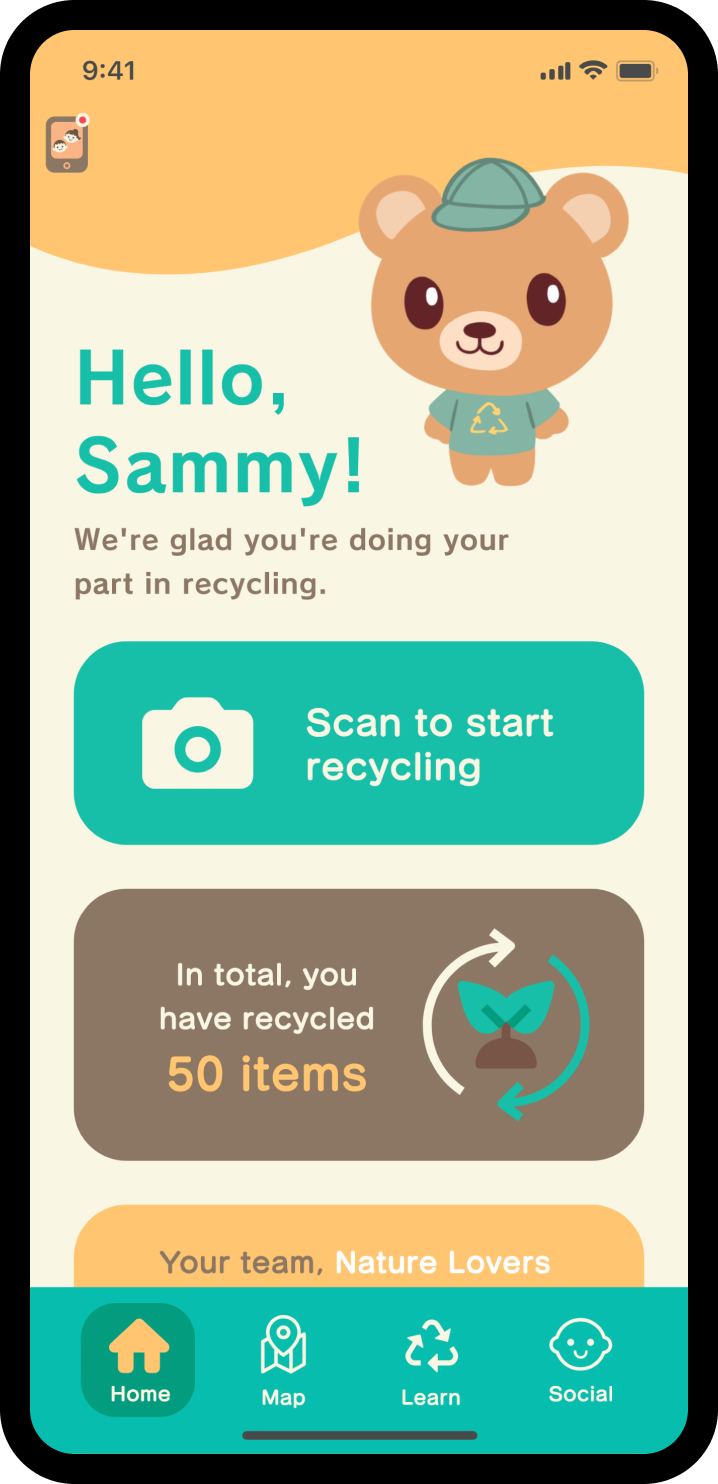 9:41
Hello,
Sammy!
We're glad you're doing your
part in recycling.
Scan to start
recycling
In total, you
have recycled
50 items
Your team, Nature Lovers
Home
Map
Learn
Social